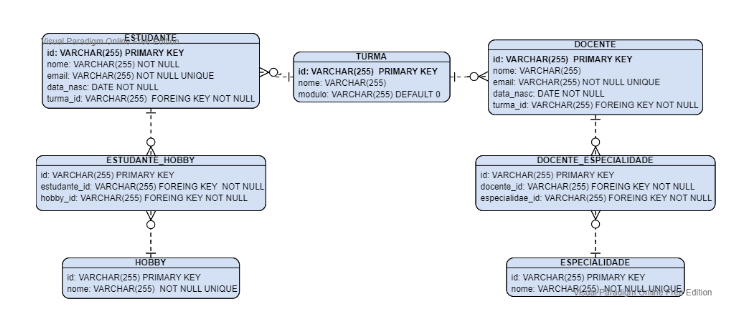 Visual Paradigm Online Free Edition
ESTUDANTE
id: VARCHAR(255) PRIMARY KEY
nome: VARCHAR(255) NOT NULL
email: VARCHAR(255) NOT NULL UNIQUE
data_nasc: DATE NOT NULL
turma_id: VARCHAR(255) FOREING KEY NOT NULL
TURMA
id: VARCHAR(255) PRIMARY KEY
nome: VARCHAR(255)
modulo: VARCHAR(255) DEFAULT 0
DOCENTE
id: VARCHAR(255) PRIMARY KEY
nome: VARCHAR(255)
email: VARCHAR(255) NOT NULL UNIQUE
data_nasc: DATE NOT NULL
turma_id: VARCHAR(255) FOREING KEY NOT NULL
ESTUDANTE_HOBBY
id: VARCHAR(255) PRIMARY KEY
estudante_id: VARCHAR(255) FOREING KEY NOT NULL
hobby_id: VARCHAR(255) FOREING KEY NOT NULL
DOCENTE_ESPECIALIDADE
id: VARCHAR(255) PRIMARY KEY
docente_id: VARCHAR(255) FOREING KEY NOT NULL
especialidae_id: VARCHAR(255) FOREING KEY NOT NULL
HOBBY
id: VARCHAR(255) PRIMARY KEY
nome: VARCHAR(255) NOT NULL UNIQUE
ESPECIALIDADE
id: VARCHAR(255) PRIMARY KEY
nome: VARCHAR(255) NOT NULL UNIQUE
Visual Paradigm Online Free Edition